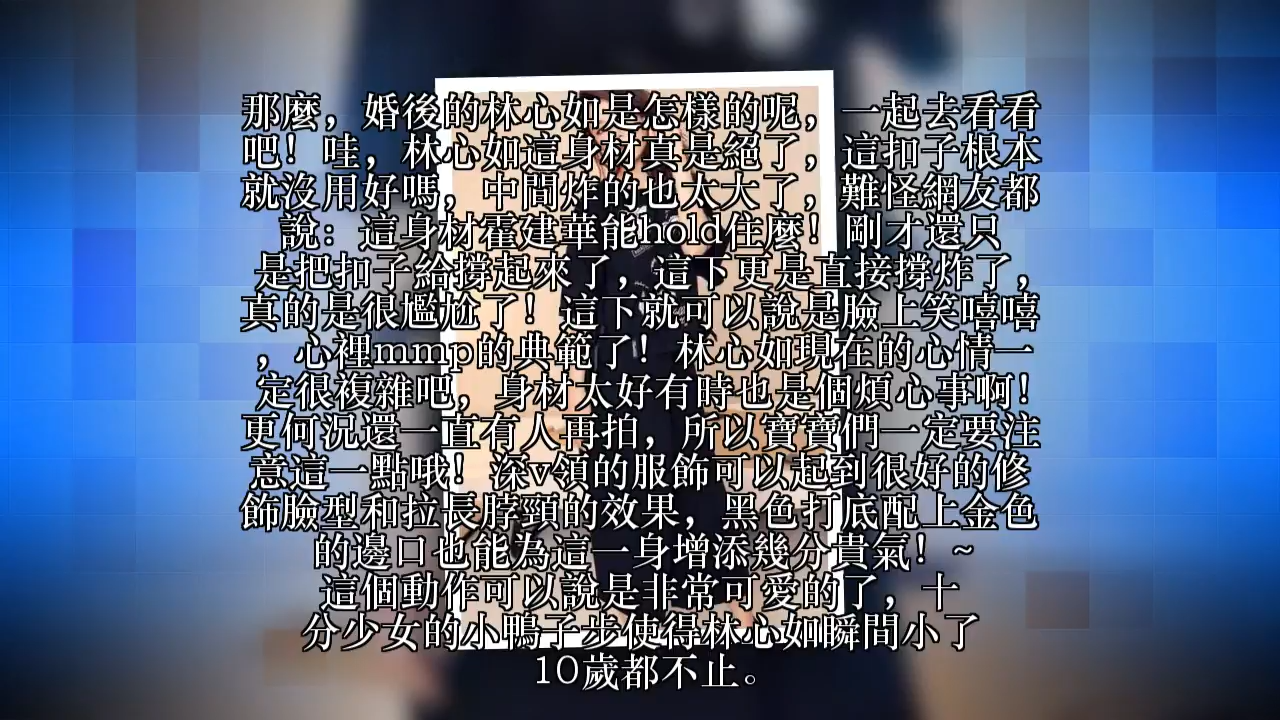 那麼，婚後的林心如是怎樣的呢，一起去看看
吧！哇，林心如這身材真是絕了，這扣子根本
就沒用好嗎，中間炸的也太大了，難怪網友都
說：這身材霍建華能hold住麼！剛才還只
是把扣子給撐起來了，這下更是直接撐炸了，
真的是很尷尬了！這下就可以說是臉上笑嘻嘻
，心裡mmp的典範了！林心如現在的心情一
定很複雜吧，身材太好有時也是個煩心事啊！
更何況還一直有人再拍，所以寶寶們一定要注
意這一點哦！深v領的服飾可以起到很好的修
飾臉型和拉長脖頸的效果，黑色打底配上金色
的邊口也能為這一身增添幾分貴氣！~
這個動作可以說是非常可愛的了，十
分少女的小鴨子步使得林心如瞬間小了
10歲都不止。